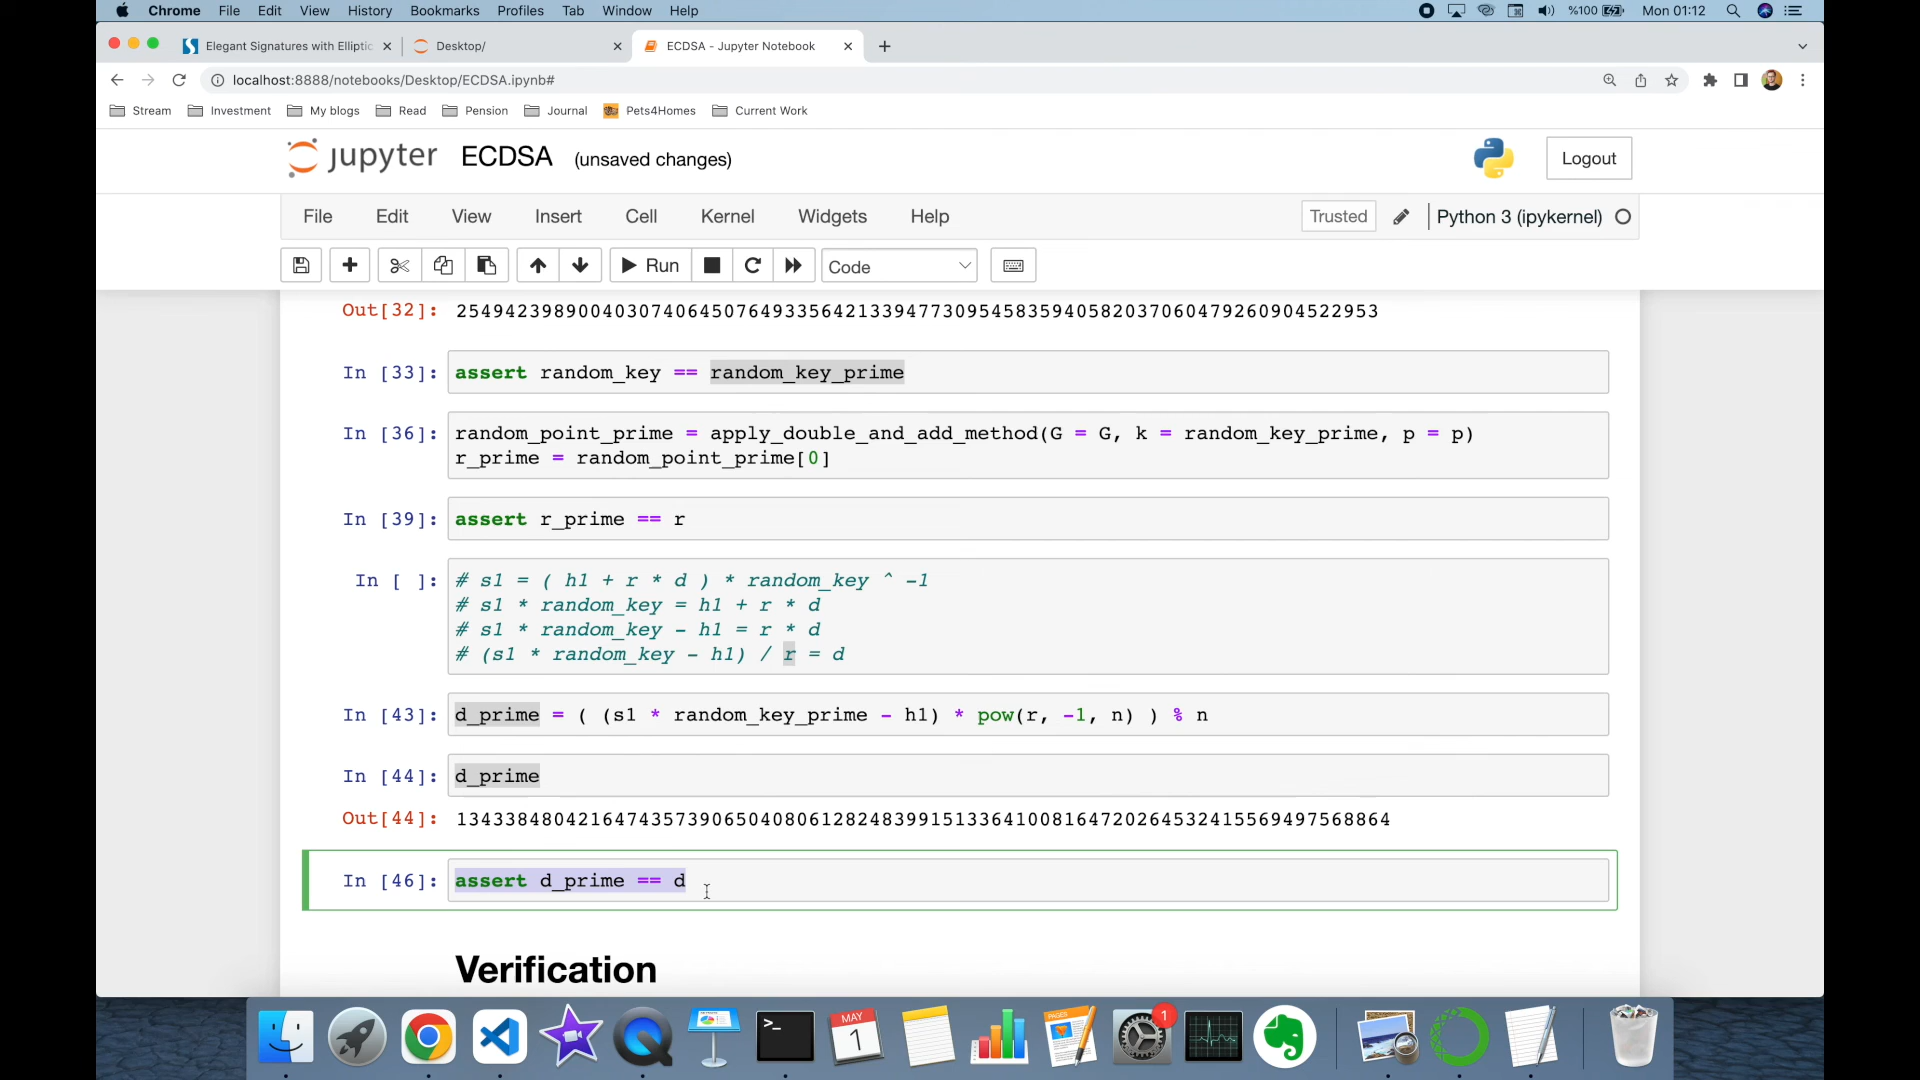 Chrome File Edit View History Bookmarks Profiles Tab Window Help %100 Mon 01:12
Elegant Signatures with Elliptic Desktop/ ECDSA - Jupyter Notebook
localhost:8888/notebooks/Desktop/ECDSA.ipynb#
Stream Investment My blogs Read Pension Journal Pets4Homes Current Work
jupyter ECDSA (unsaved changes) Logout
File Edit View Insert Cell Kernel Widgets Help Trusted Python 3 (ipykernel)
Run Code
Out[32]: 25494239890040307406450764933564213394773095458359405820370604792609045 22953
In [33]: assert random_key == random_key_prime
In [36]: random_point_prime = apply_double_and_add_method(G = G, k = random_key_prime, p = p)
r_prime = random_point_prime[0]
In [39]: assert r_prime == r
In [ ]: # s1 = ( h1 + r * d ) * random_key ^ -1
# s1 * random_key = h1 + r * d
# s1 * random_key - h1 = r * d
# (s1 * random_key - h1) / r = d
In [43]: d_prime = ( (s1 * random_key_prime - h1) * pow(r, -1, n) ) % n
In [44]: d_prime
Out[44]: 13433848042164743573906504080612824839915133641008164720264532415569497568864
In [46]: assert d_prime == d
Verification
MAY
1
PAGES
1